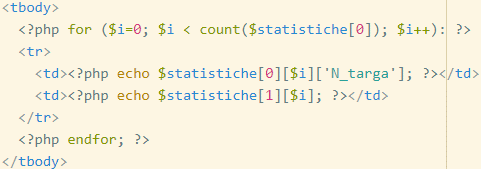 <tbody>
<?php for ($i=0; $i < count($statistiche[0]); $i++): ?>
<tr>
<td><?php echo $statistiche[0][$i]['N_targa']; ?></td>
<td><?php echo $statistiche[1][$i]; ?></td>
</tr>
<?php endfor; ?>
</tbody>